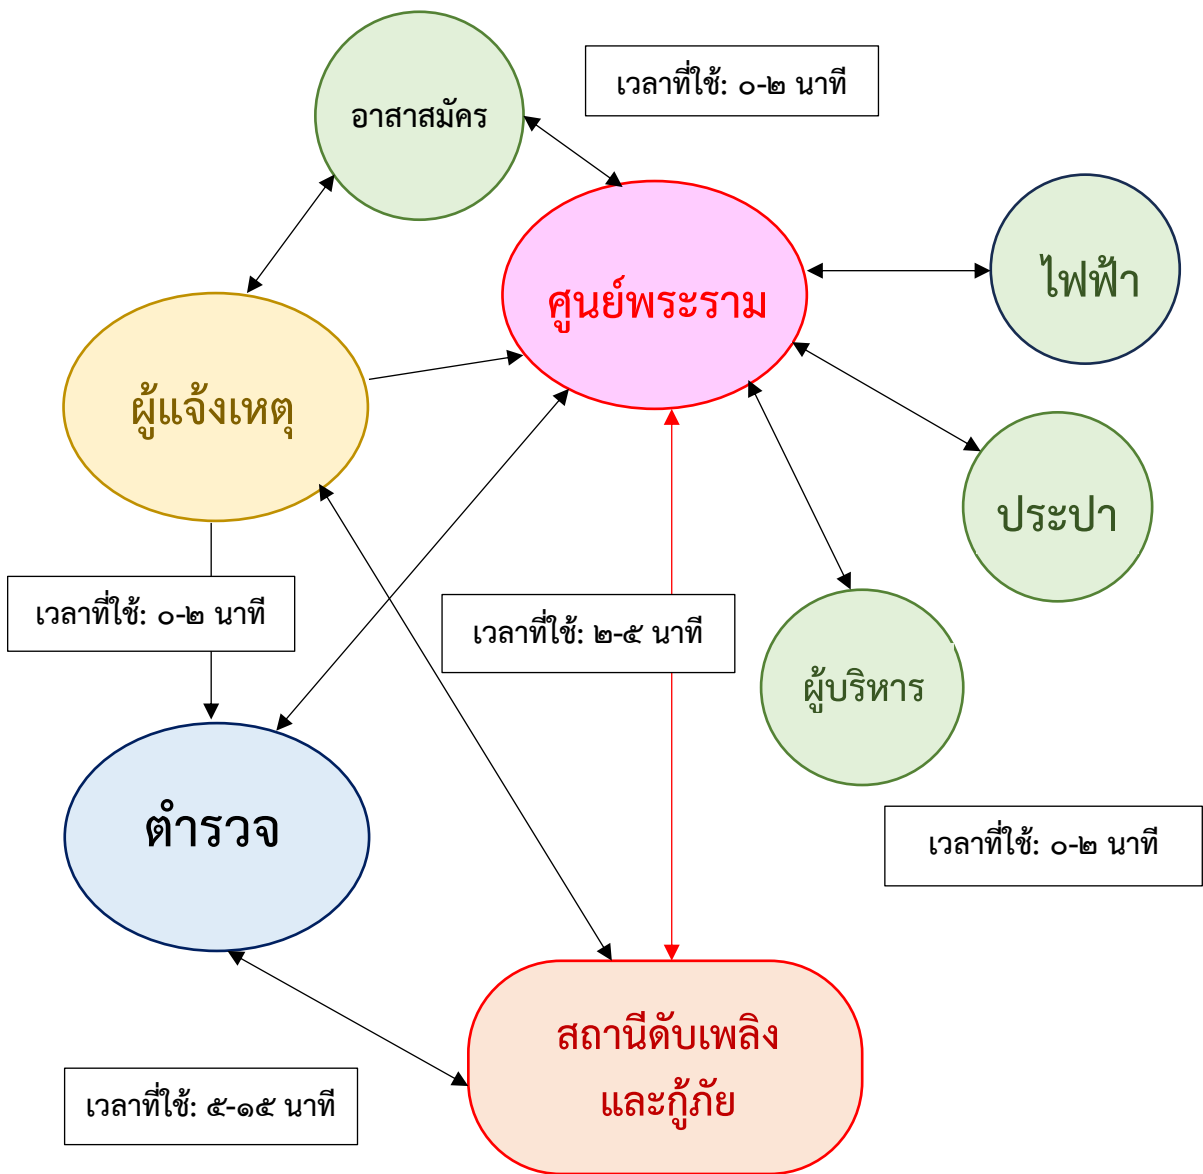 เวลาที่ใช้: ๐-๒ นาที
อาสาสมัคร
ไฟฟ้า
ศูนย์พระราม
ผู้แจ้งเหตุ
ประปา
เวลาที่ใช้: ๐-๒ นาที
เวลาที่ใช้: ๒-๕ นาที
ผู้บริหาร
ตำรวจ
เวลาที่ใช้: ๐-๒ นาที
สถานีดับเพลิง
และกู้ภัย
เวลาที่ใช้: ๕-๑๕ นาที